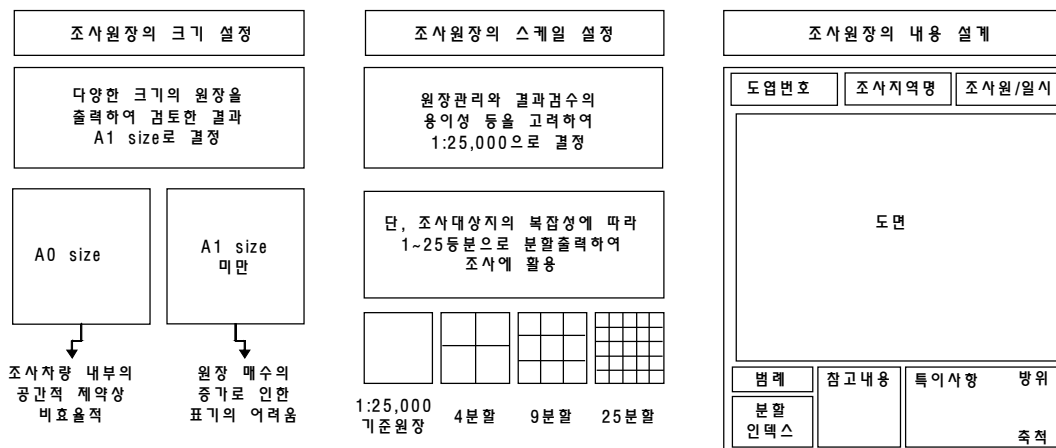 조사원장의 크기 설정
다양한 크기의 원장을
출력하여 검토한 결과
A1 size로 결정
A0 size
A1 size
미만
조사차량 내부의
공간적 제약상
비효율적
원장 매수의
증가로 인한
표기의 어려움
조사원장의 스케일 설정
원장관리와 결과검수의
용이성 등을 고려하여
1:25,000으로 결정
단, 조사대상지의 복잡성에 따라
1~25등분으로 분할출력하여
조사에 활용
1:25,000
기준원장
4분할
9분할
25분할
조사원장의 내용 설계
도엽번호
조사지역명
조사원/일시
도면
범례
참고내용
특이사항
방위
분할
인덱스
축척